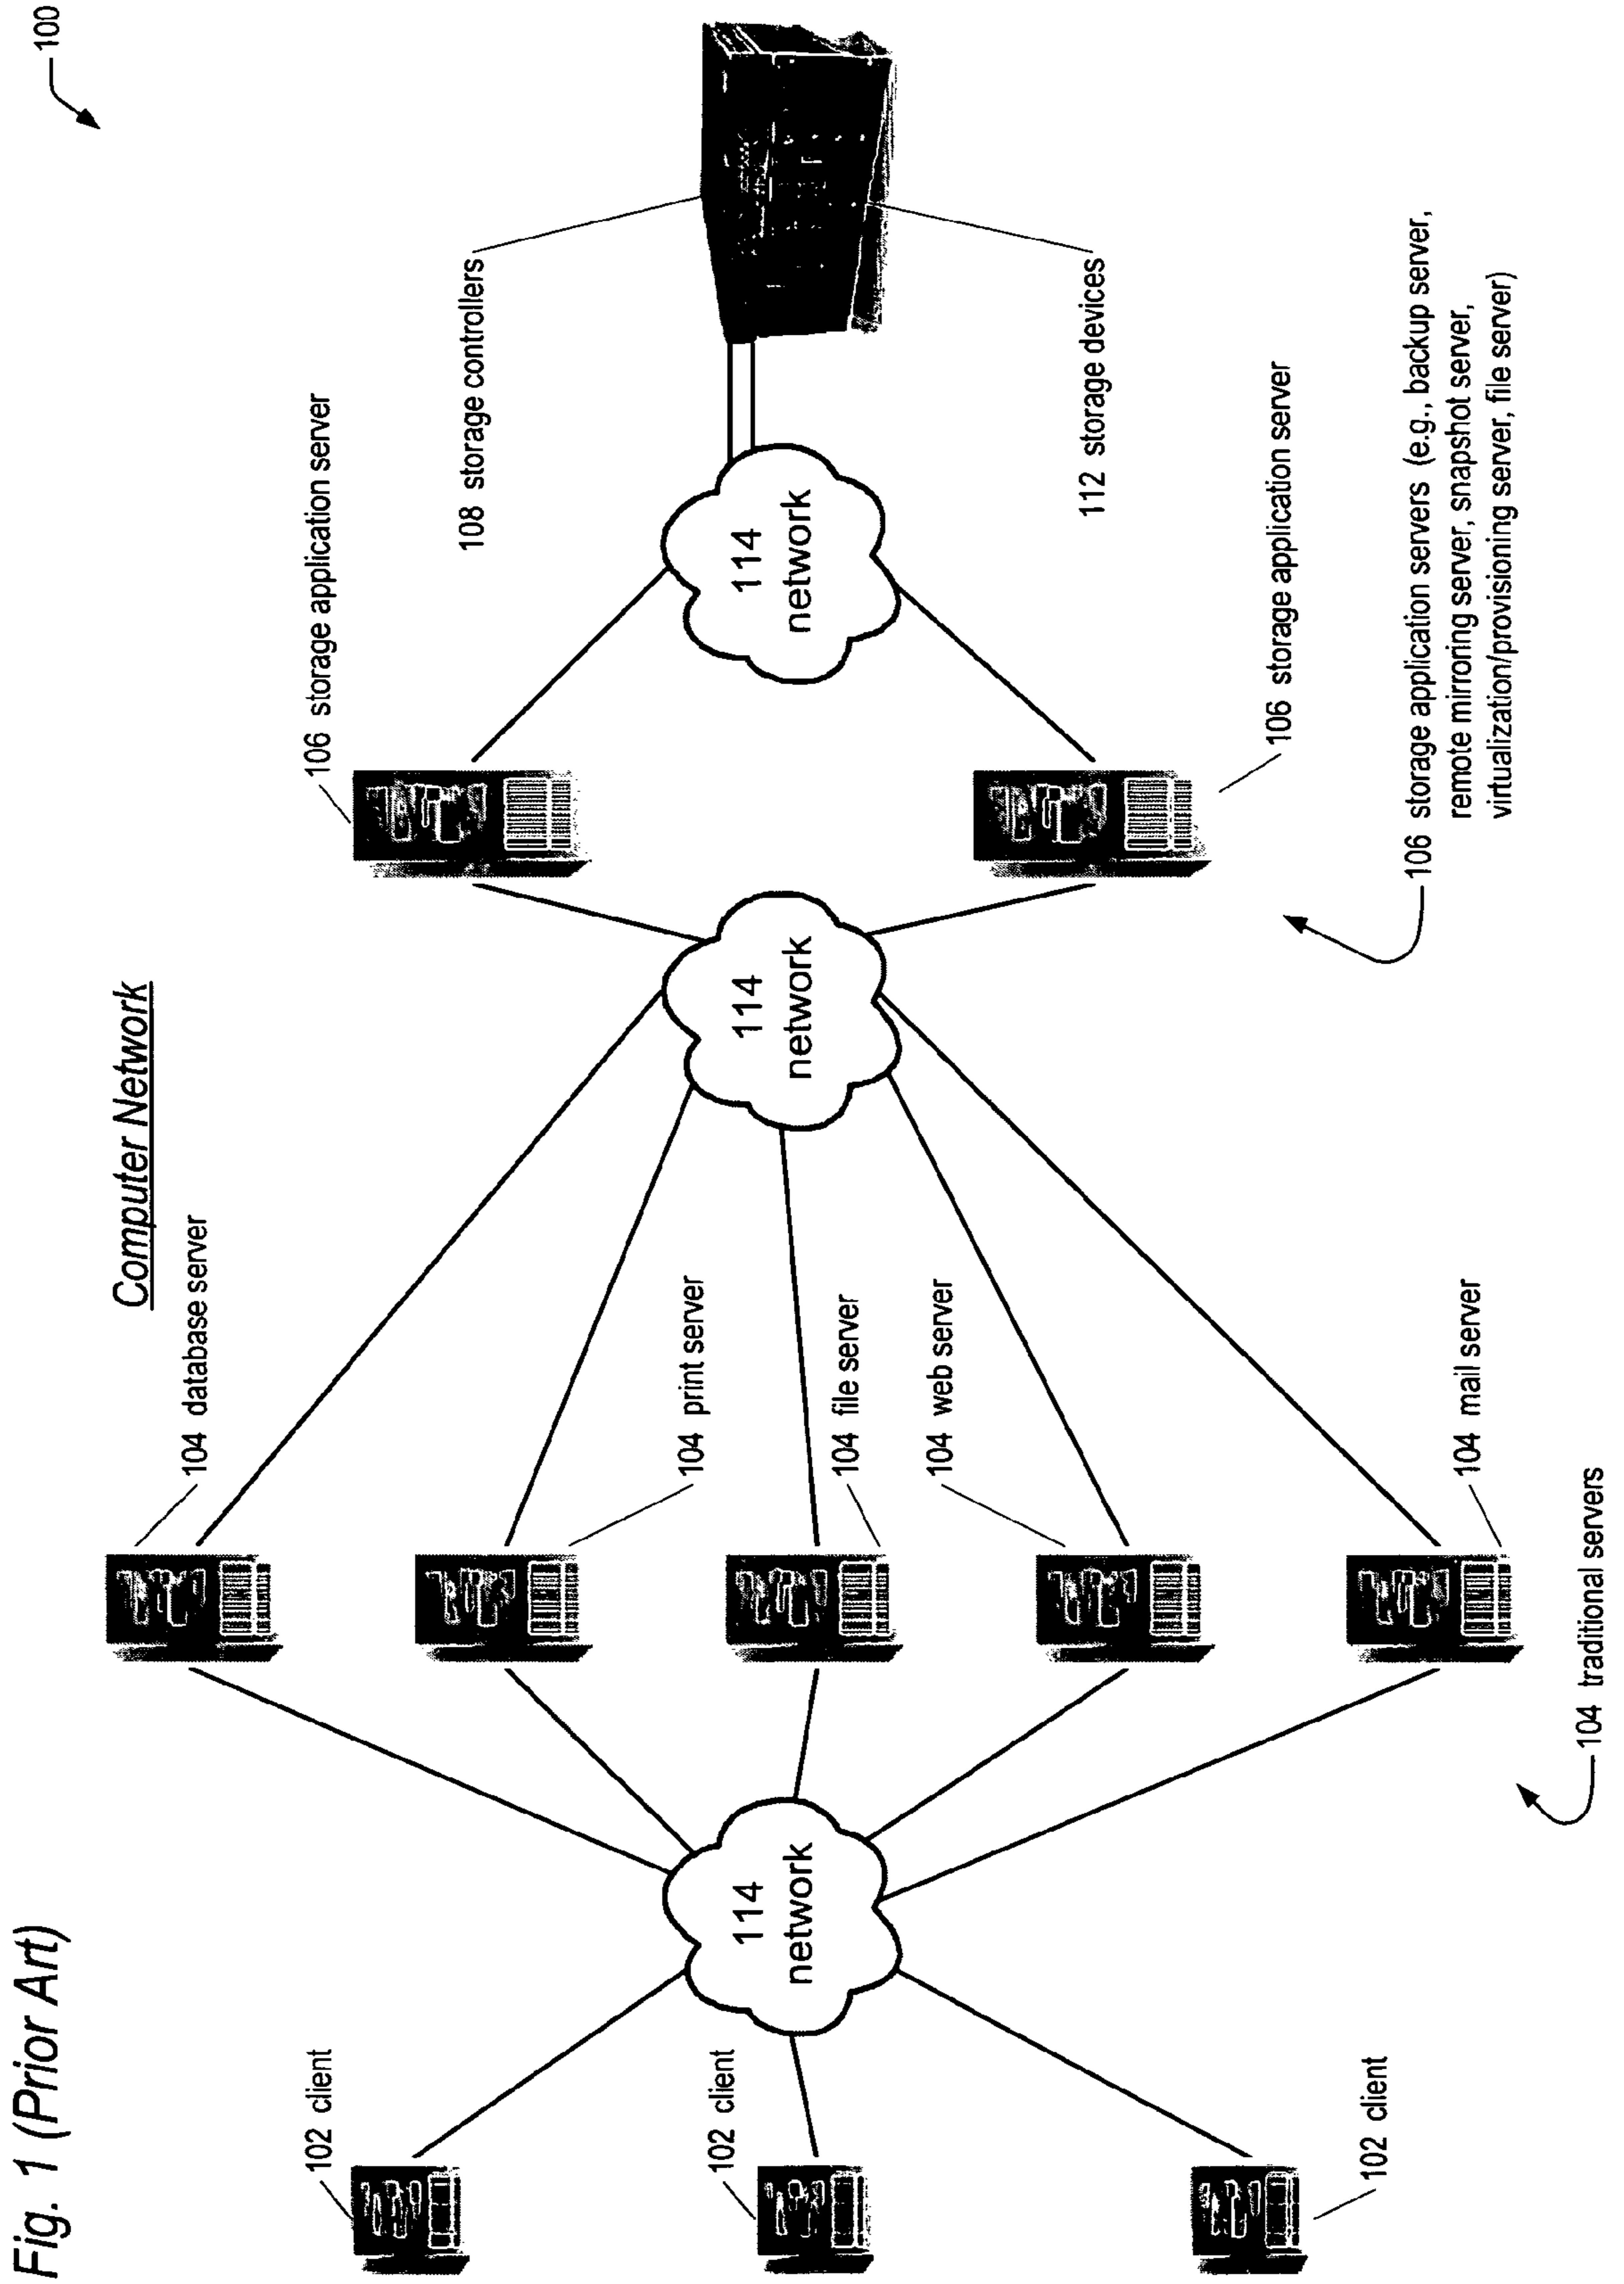 Fig. 1 (Prior Art)
Computer Network
100
102 client
102 client
102 client
114
network
104 database server
104 print server
104 file server
104 web server
104 mail server
104 traditional servers
114
network
106 storage application server
106 storage application server
106 storage application servers (e.g., backup server,
remote mirroring server, snapshot server,
virtualization/provisioning server, file server)
114
network
108 storage controllers
112 storage devices